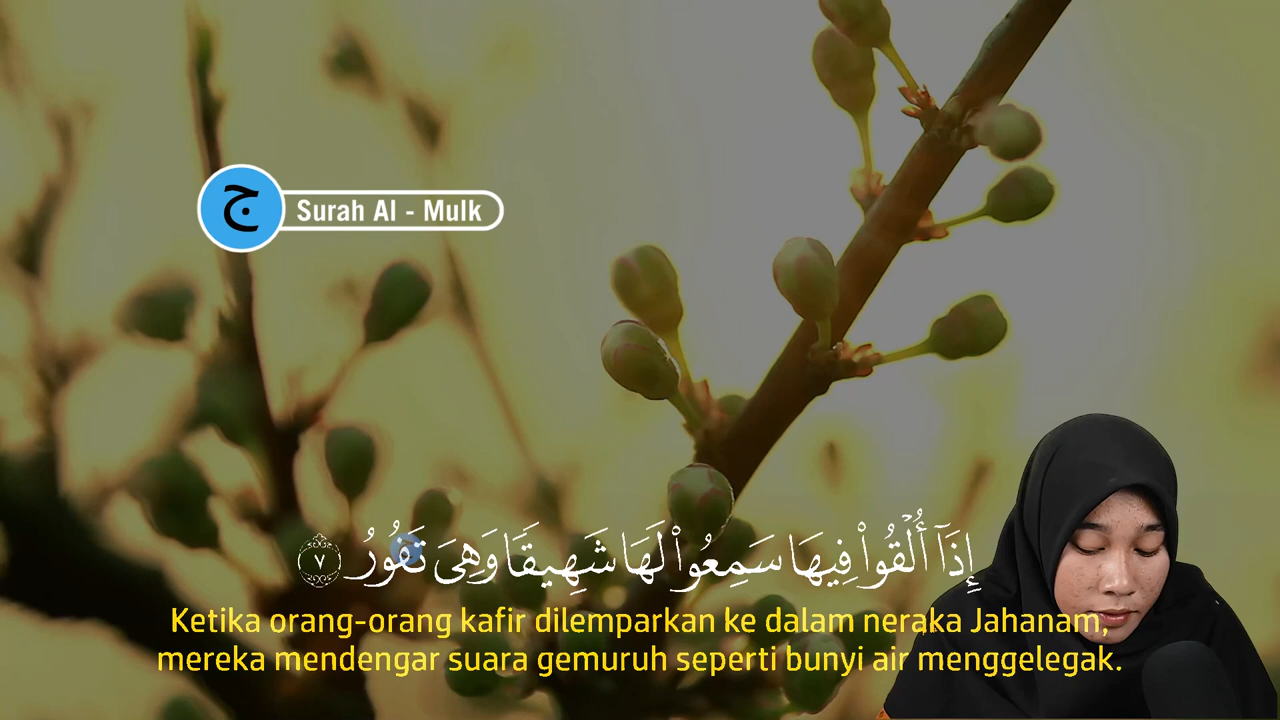 ج
Surah Al - Mulk
إِذَآ أُلْقُوا۟ فِيهَا سَمِعُوا۟ لَهَا شَهِيقًا وَهِىَ تَفُورُ ٧
Ketika orang-orang kafir dilemparkan ke dalam neraka Jahanam,
mereka mendengar suara gemuruh seperti bunyi air menggelegak.